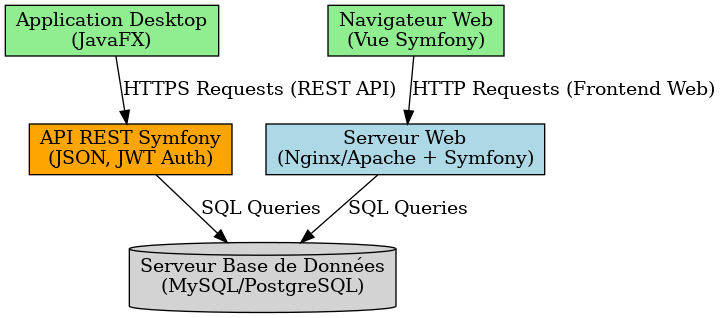 Application Desktop
(JavaFX)
Navigateur Web
(Vue Symfony)
HTTPS Requests (REST API)
HTTP Requests (Frontend Web)
API REST Symfony
(JSON, JWT Auth)
Serveur Web
(Nginx/Apache + Symfony)
SQL Queries
SQL Queries
Serveur Base de Données
(MySQL/PostgreSQL)